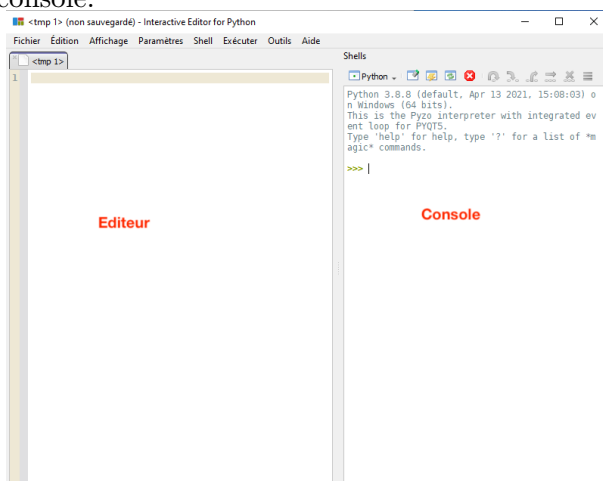 console.
<tmp 1> (non sauvegardé) - Interactive Editor for Python
Fichier Édition Affichage Paramètres Shell Exécuter Outils Aide
<tmp 1>
1
Editeur
Shells
Python
Python 3.8.8 (default, Apr 13 2021, 15:08:03) o
n Windows (64 bits).
This is the Pyzo interpreter with integrated ev
ent loop for PYQT5.
Type 'help' for help, type '?' for a list of *m
agic* commands.
>>>
Console